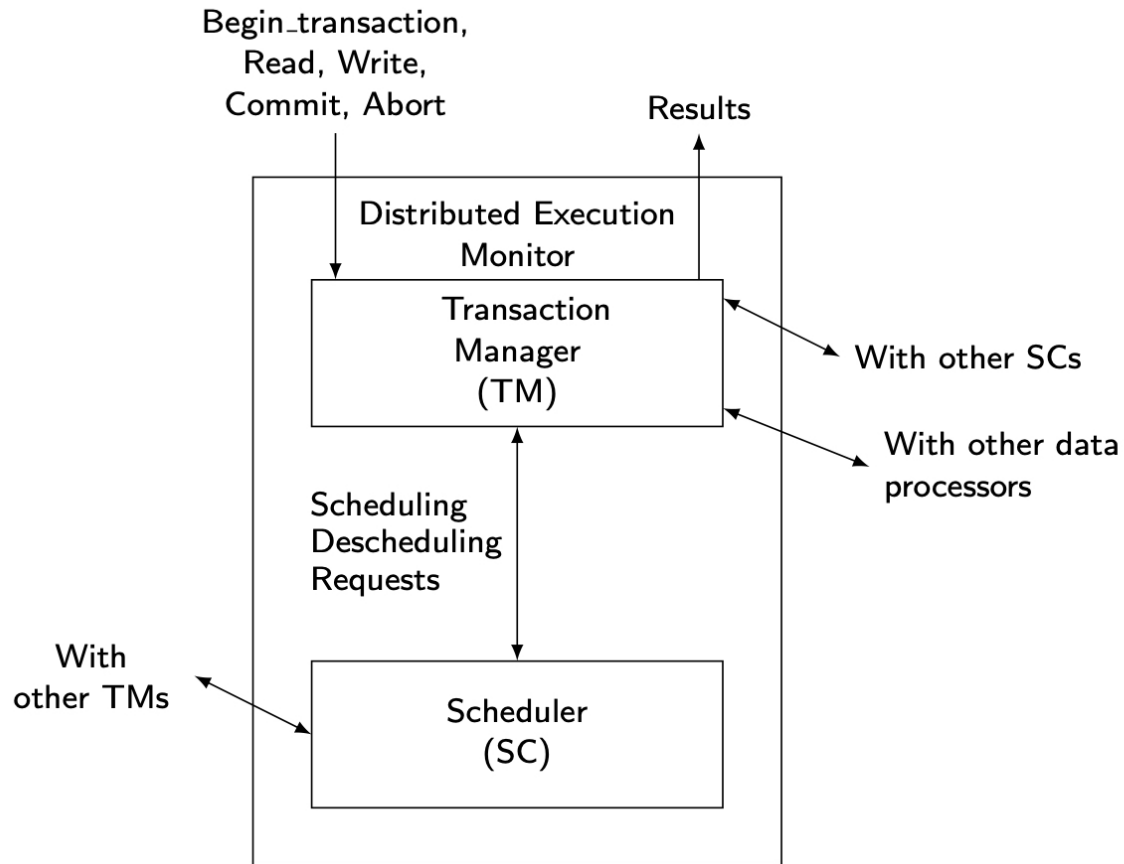 Begin_transaction,
Read, Write,
Commit, Abort
Results
Distributed Execution
Monitor
Transaction
Manager
(TM)
With other SCs
With other data
processors
Scheduling
Descheduling
Requests
With
other TMs
Scheduler
(SC)